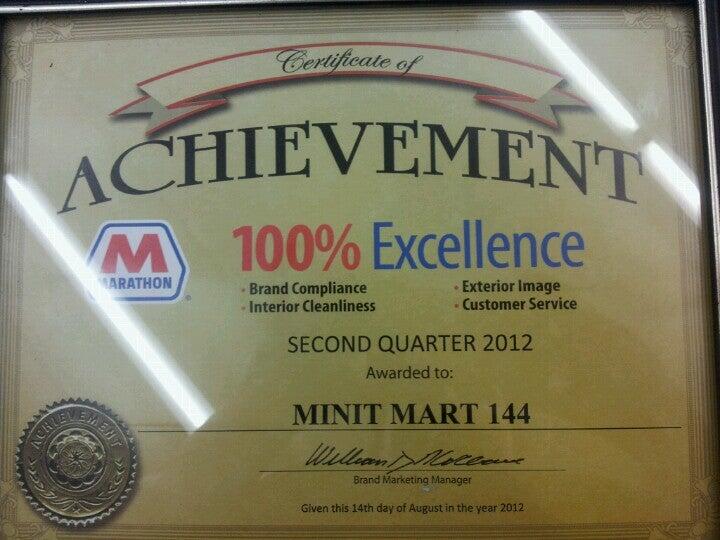 Certificate of
ACHIEVEMENT
M
MARATHON
100% Excellence
• Brand Compliance
• Interior Cleanliness
• Exterior Image
• Customer Service
SECOND QUARTER 2012
Awarded to:
MINIT MART 144
Brand Marketing Manager
Given this 14th day of August in the year 2012
ACHIEVEMENT